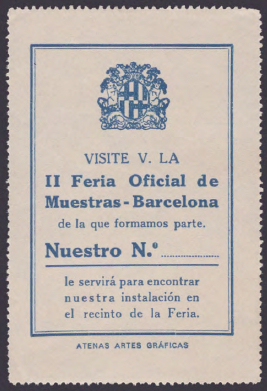 VISITE V. LA
II Feria Oficial de
Muestras - Barcelona
de la que formamos parte.
Nuestro N.º ............
le servirá para encontrar
nuestra instalación en
el recinto de la Feria.
ATENAS ARTES GRÁFICAS